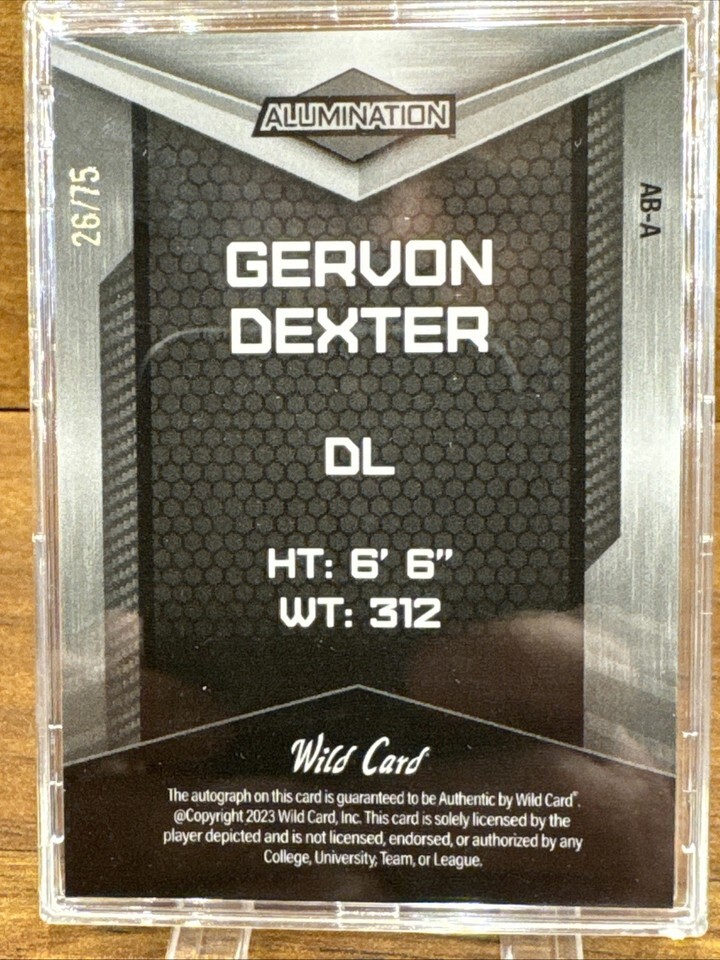 ALUMINATION
26/75
AB-A
GERVON
DEXTER
DL
HT: 6' 6"
WT: 312
Wild Card
The autograph on this card is guaranteed to be Authentic by Wild Card®.
@Copyright 2023 Wild Card, Inc. This card is solely licensed by the
player depicted and is not licensed, endorsed, or authorized by any
College, University, Team, or League.